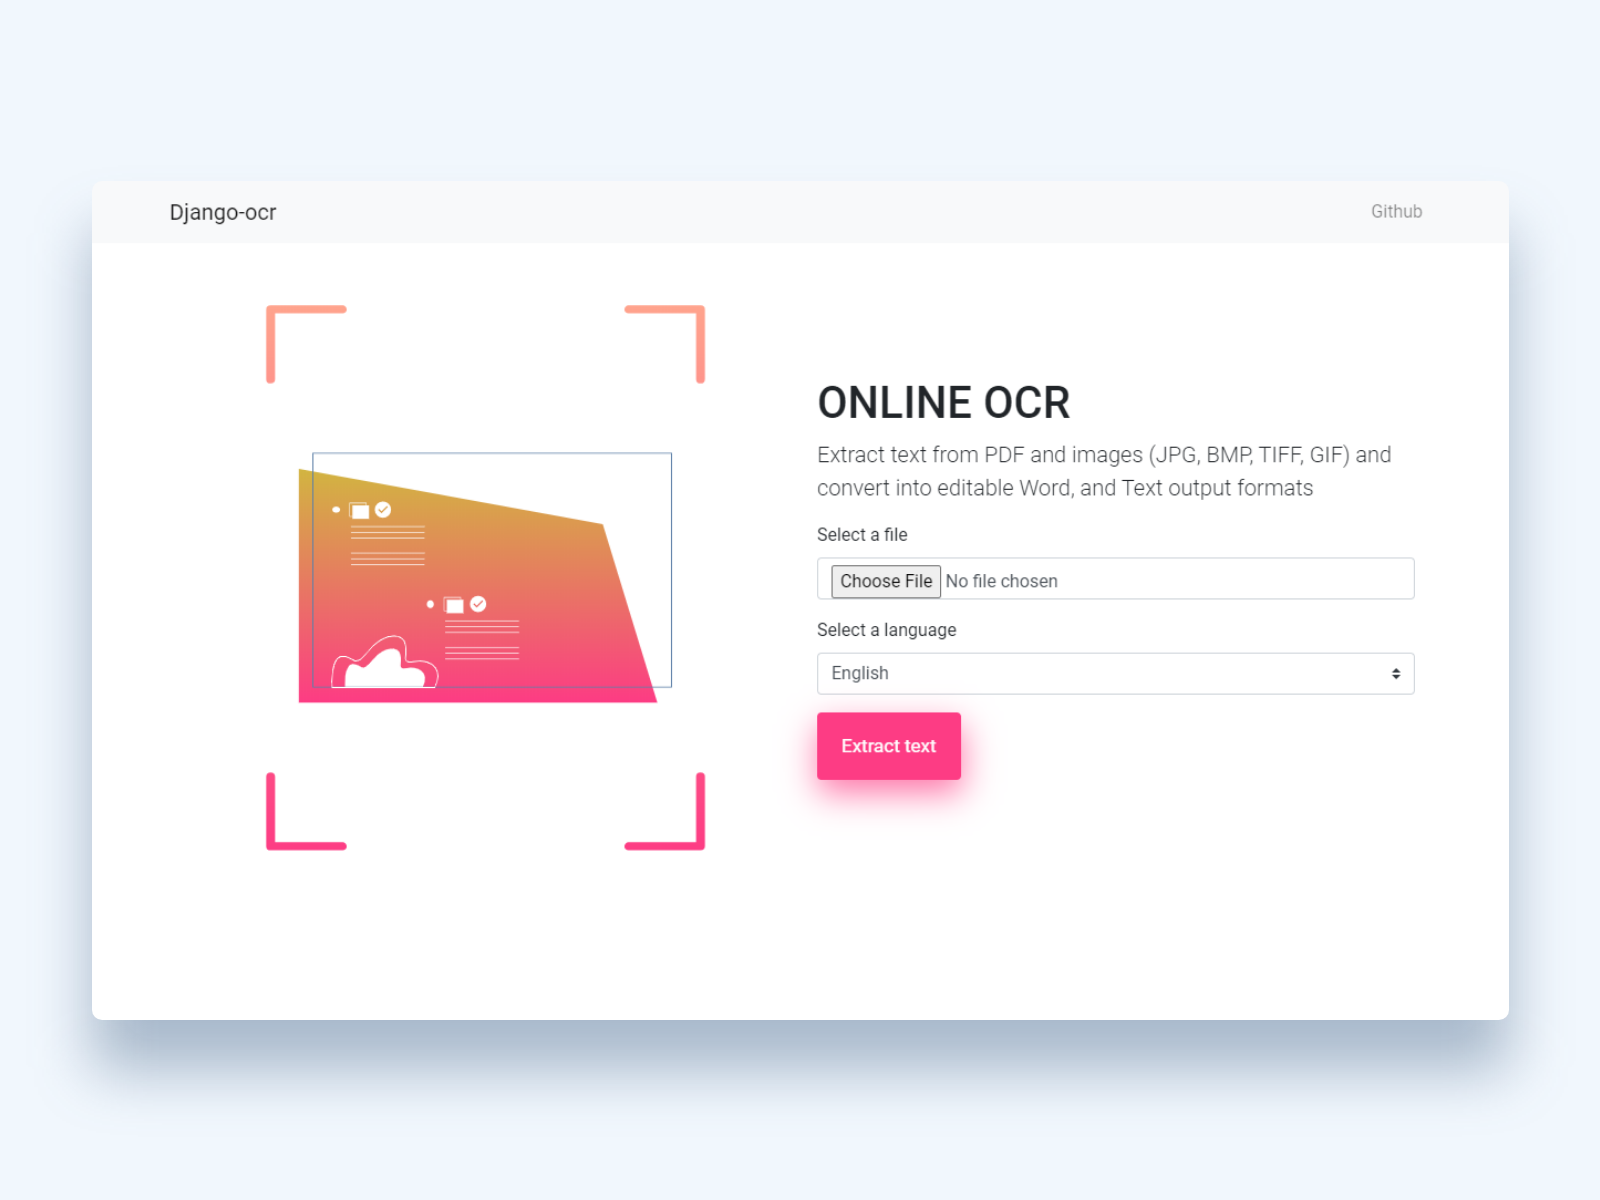 Django-ocr
Github
ONLINE OCR
Extract text from PDF and images (JPG, BMP, TIFF, GIF) and
convert into editable Word, and Text output formats
Select a file
Choose File No file chosen
Select a language
English
Extract text